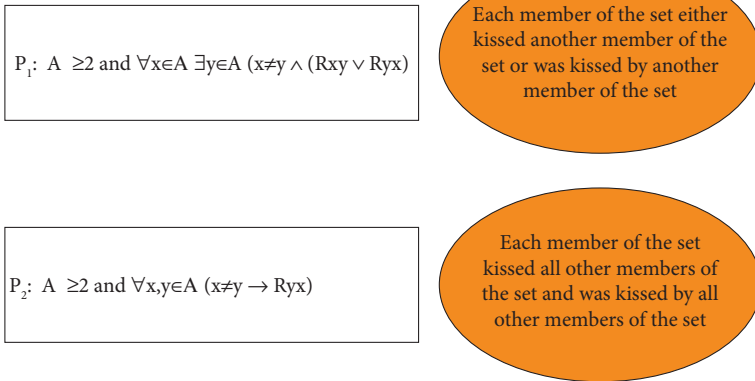 P₁: A ≥2 and ∀x∈A ∃y∈A (x≠y ∧ (Rxy ∨ Ryx)
Each member of the set either
kissed another member of the
set or was kissed by another
member of the set
P₂: A ≥2 and ∀x,y∈A (x≠y → Ryx)
Each member of the set
kissed all other members of
the set and was kissed by all
other members of the set